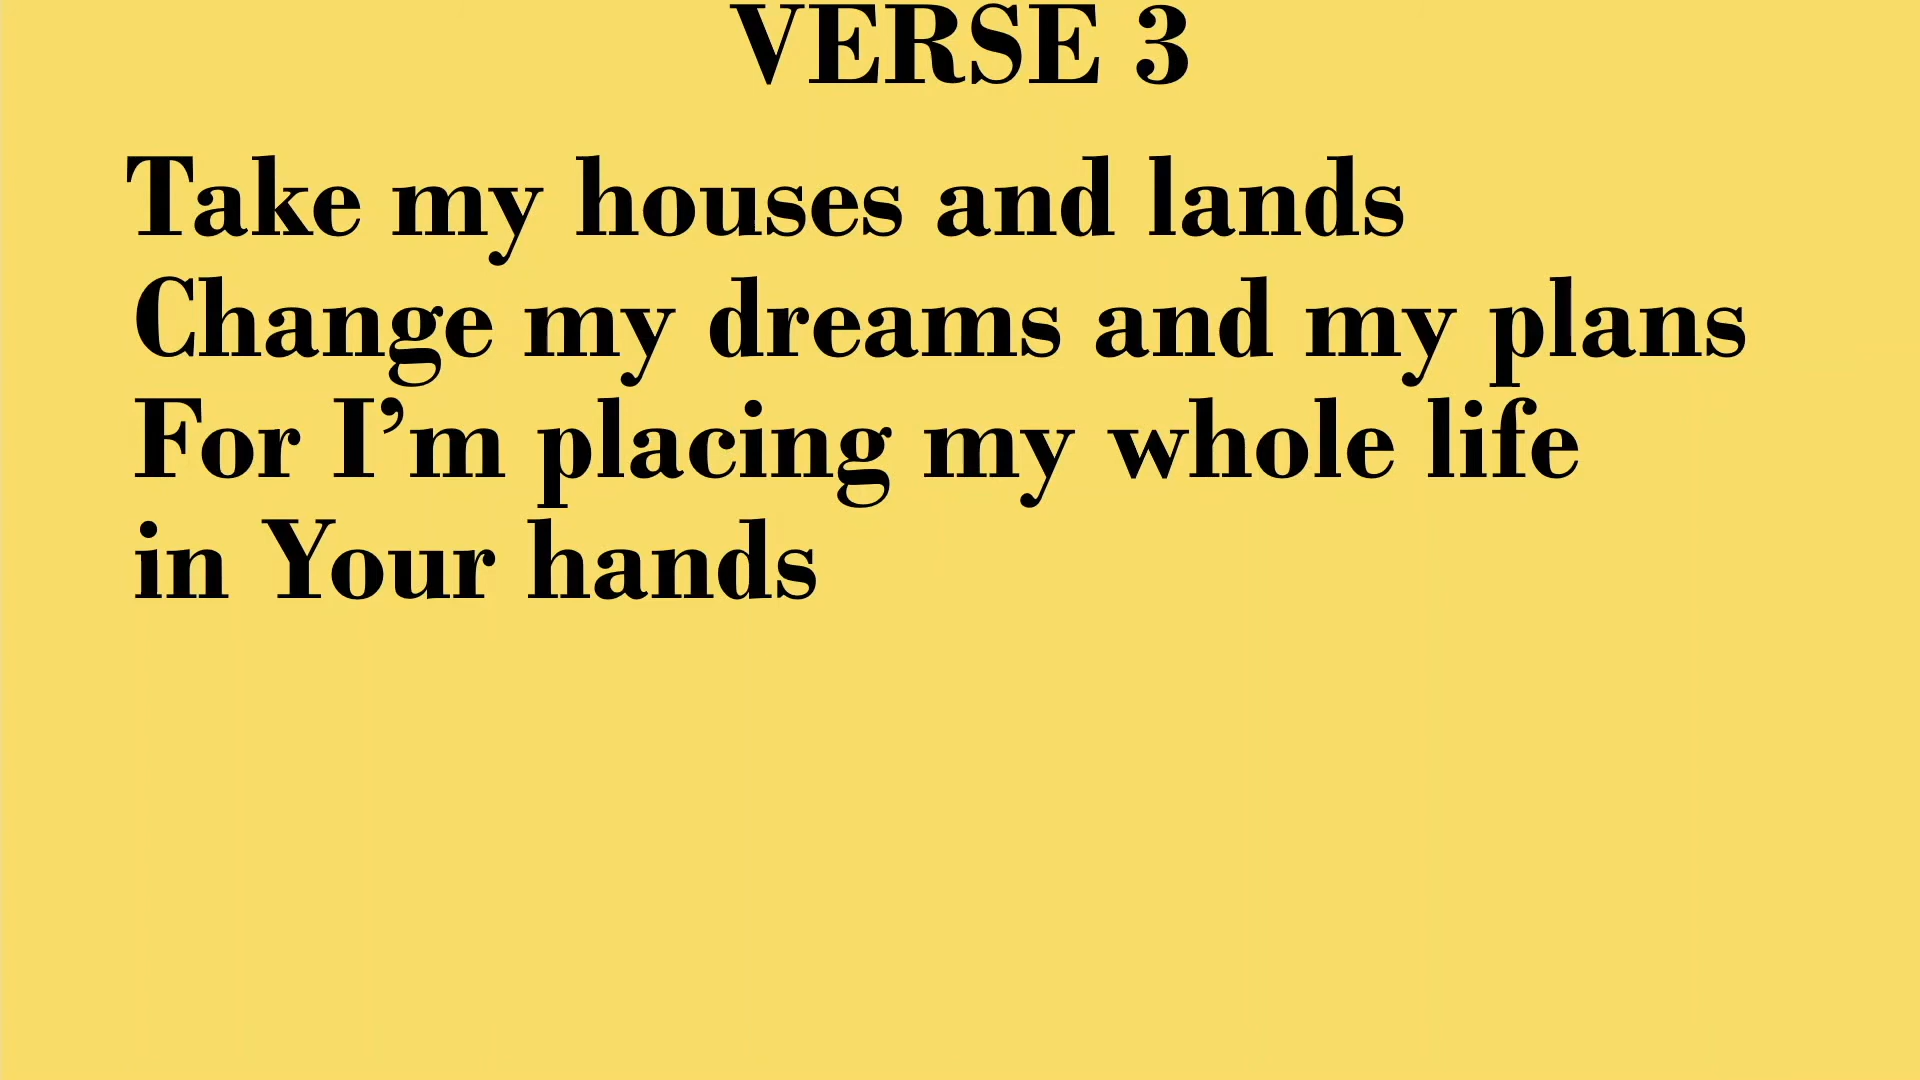 VERSE 3
Take my houses and lands
Change my dreams and my plans
For I’m placing my whole life
in Your hands